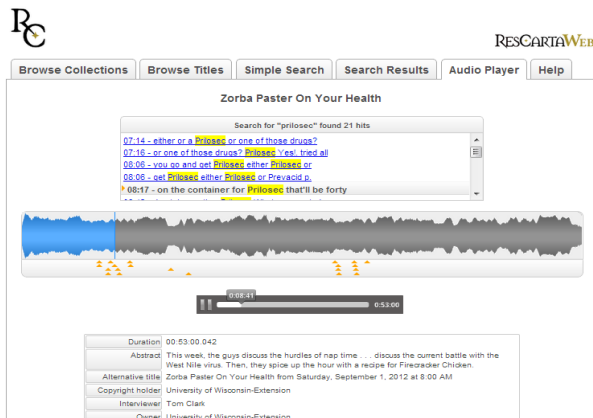 RC
RESCARTAWEB
Browse Collections Browse Titles Simple Search Search Results Audio Player Help
Zorba Paster On Your Health
Search for "prilosec" found 21 hits
07:14 - either or a Prilosec or one of those drugs?
07:16 - or one of those drugs? Prilosec Yes!. tried all
08:06 - you go and get Prilosec either Prilosec or
08:06 - get Prilosec either Prilosec or Prevacid p.
08:17 - on the container for Prilosec that'll be forty
0:08:41
0:53:00
Duration 00:53:00.042
Abstract This week, the guys discuss the hurdles of nap time . . . discuss the current battle with the
West Nile virus. Then, they spice up the hour with a recipe for Firecracker Chicken.
Alternative title Zorba Paster On Your Health from Saturday, September 1, 2012 at 8:00 AM
Copyright holder University of Wisconsin-Extension
Interviewer Tom Clark
Owner University of Wisconsin-Extension